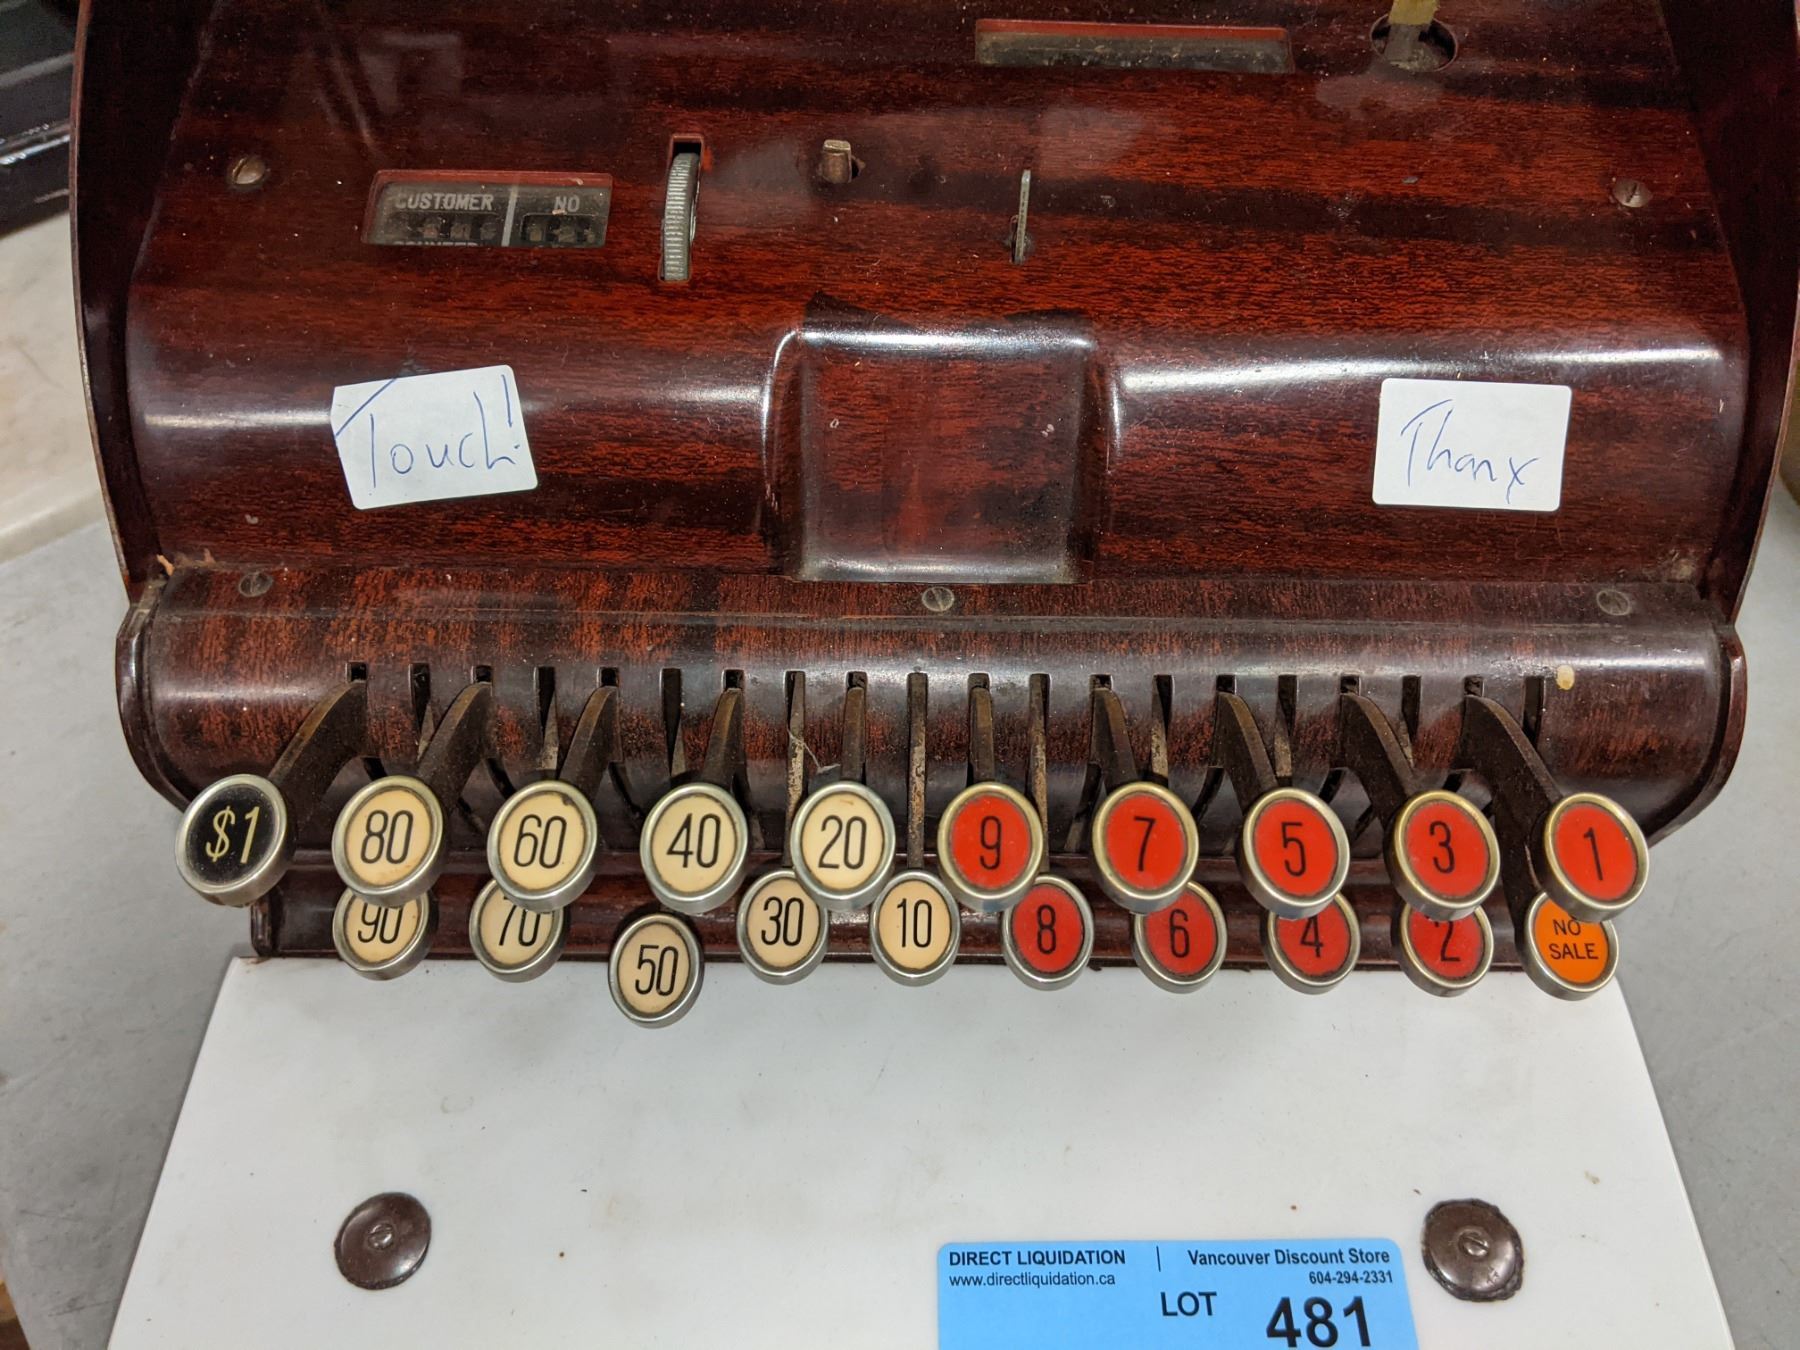 CUSTOMER NO
Touch!
Thanx
$1 80 60 40 20 9 7 5 3 1
90 70 50 30 10 8 6 4 2 NO SALE
DIRECT LIQUIDATION | Vancouver Discount Store
www.directliquidation.ca 604-294-2331
LOT 481